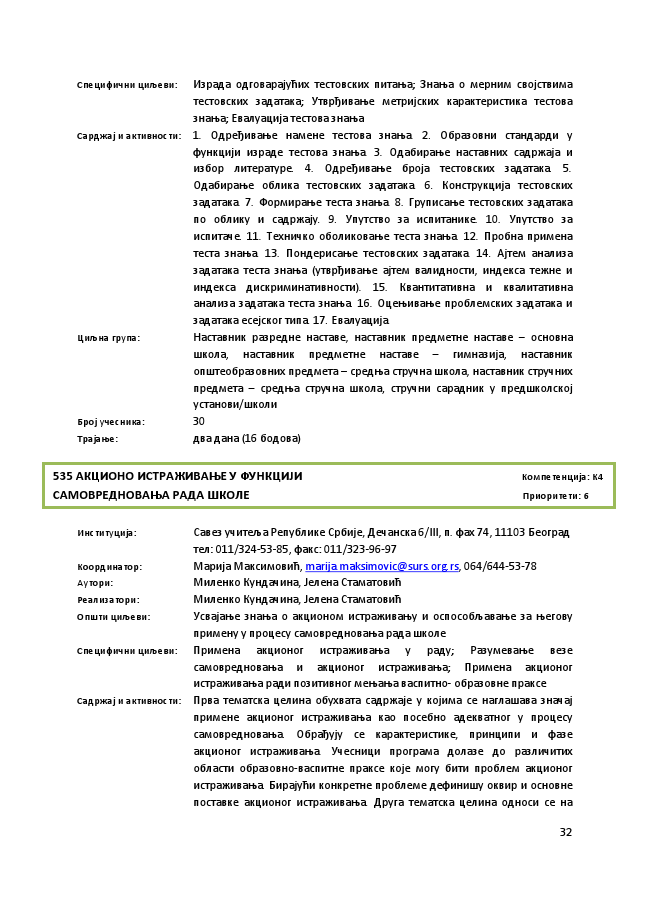 Специфични циљеви: Израда одговарајућих тестовских питања; Знања о мерним својствима
тестовских задатака; Утврђивање метријских карактеристика тестова
знања; Евалуација тестова знања
Сарджај и активности: 1. Одређивање намене тестова знања. 2. Образовни стандарди у
функцији израде тестова знања. 3. Одабирање наставних садржаја и
избор литературе. 4. Одређивање броја тестовских задатака. 5.
Одабирање облика тестовских задатака. 6. Конструкција тестовских
задатака. 7. Формирање теста знања. 8. Груписање тестовских задатака
по облику и садржају. 9. Упутство за испитанике. 10. Упутство за
испитаче. 11. Техничко оболиковање теста знања. 12. Пробна примена
теста знања. 13. Пондерисање тестовских задатака. 14. Ајтем анализа
задатака теста знања (утврђивање ајтем валидности, индекса тежне и
индекса дискриминативности). 15. Квантитативна и квалитативна
анализа задатака теста знања. 16. Оцењивање проблемских задатака и
задатака есејског типа. 17. Евалуација.
Циљна група: Наставник разредне наставе, наставник предметне наставе – основна
школа, наставник предметне наставе – гимназија, наставник
општеобразовних предмета – средња стручна школа, наставник стручних
предмета – средња стручна школа, стручни сарадник у предшколској
установи/школи
Број учесника: 30
Трајање: два дана (16 бодова)
535 АКЦИОНО ИСТРАЖИВАЊЕ У ФУНКЦИЈИ Компетенција: К4
САМОВРЕДНОВАЊА РАДА ШКОЛЕ Приоритети: 6
Институција: Савез учитеља Републике Србије, Дечанска 6/III, п. фах 74, 11103 Београд
тел: 011/324-53-85, факс: 011/323-96-97
Координатор: Марија Максимовић, marija.maksimovic@surs.org.rs, 064/644-53-78
Аутори: Миленко Кундачина, Јелена Стаматовић
Реализатори: Миленко Кундачина, Јелена Стаматовић
Општи циљеви: Усвајање знања о акционом истраживању и оспособљавање за његову
примену у процесу самовредновања рада школе
Специфични циљеви: Примена акционог истраживања у раду; Разумевање везе
самовредновања и акционог истраживања; Примена акционог
истраживања ради позитивног мењања васпитно- образовне праксе
Садржај и активности: Прва тематска целина обухвата садржаје у којима се наглашава значај
примене акционог истраживања као посебно адекватног у процесу
самовредновања. Обрађују се карактеристике, принципи и фазе
акционог истраживања. Учесници програма долазе до различитих
области образовно-васпитне праксе које могу бити проблем акционог
истраживања. Бирајући конкретне проблеме дефинишу оквир и основне
поставке акционог истраживања. Друга тематска целина односи се на
32